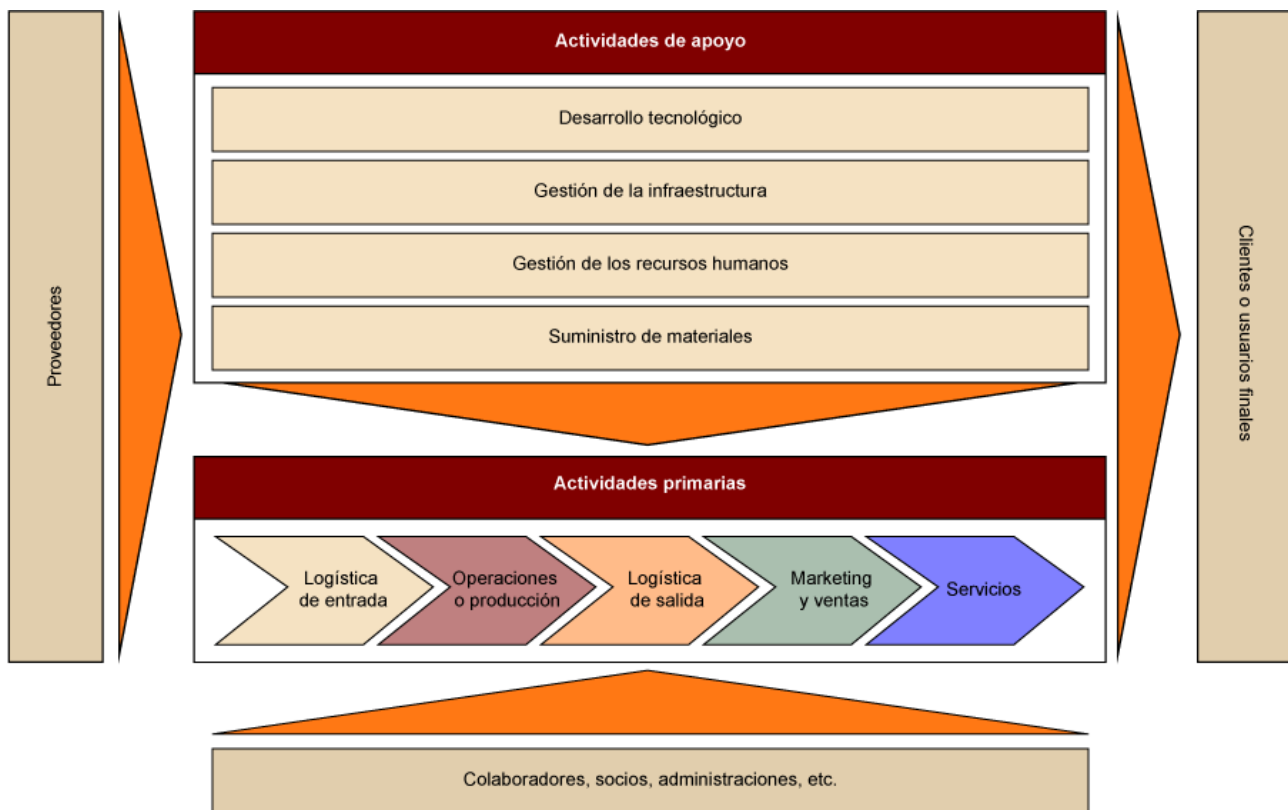 Proveedores
Actividades de apoyo
Desarrollo tecnológico
Gestión de la infraestructura
Gestión de los recursos humanos
Suministro de materiales
Actividades primarias
Logística
de entrada
Operaciones
o producción
Logística
de salida
Marketing
y ventas
Servicios
Clientes o usuarios finales
Colaboradores, socios, administraciones, etc.